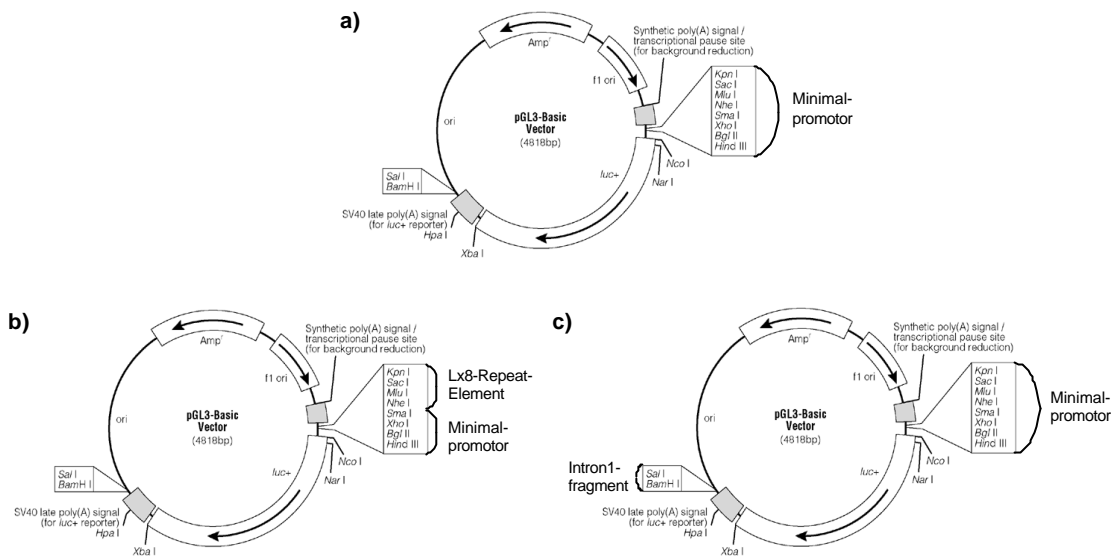 a)
Amp^r
f1 ori
Synthetic poly(A) signal /
transcriptional pause site
(for background reduction)
Kpn I
Sac I
Mlu I
Nhe I
Sma I
Xho I
Bgl II
Hind III
Minimal-
promotor
ori
pGL3-Basic
Vector
(4818bp)
Nco I
Nar I
luc+
Sal I
BamH I
SV40 late poly(A) signal
(for luc+ reporter)
Hpa I
Xba I
b)
Amp^r
f1 ori
Synthetic poly(A) signal /
transcriptional pause site
(for background reduction)
Kpn I
Sac I
Mlu I
Nhe I
Sma I
Xho I
Bgl II
Hind III
Lx8-Repeat-
Element
Minimal-
promotor
ori
pGL3-Basic
Vector
(4818bp)
Nco I
Nar I
luc+
Sal I
BamH I
SV40 late poly(A) signal
(for luc+ reporter)
Hpa I
Xba I
c)
Amp^r
f1 ori
Synthetic poly(A) signal /
transcriptional pause site
(for background reduction)
Kpn I
Sac I
Mlu I
Nhe I
Sma I
Xho I
Bgl II
Hind III
Minimal-
promotor
ori
pGL3-Basic
Vector
(4818bp)
Nco I
Nar I
luc+
Intron1-
fragment
Sal I
BamH I
SV40 late poly(A) signal
(for luc+ reporter)
Hpa I
Xba I